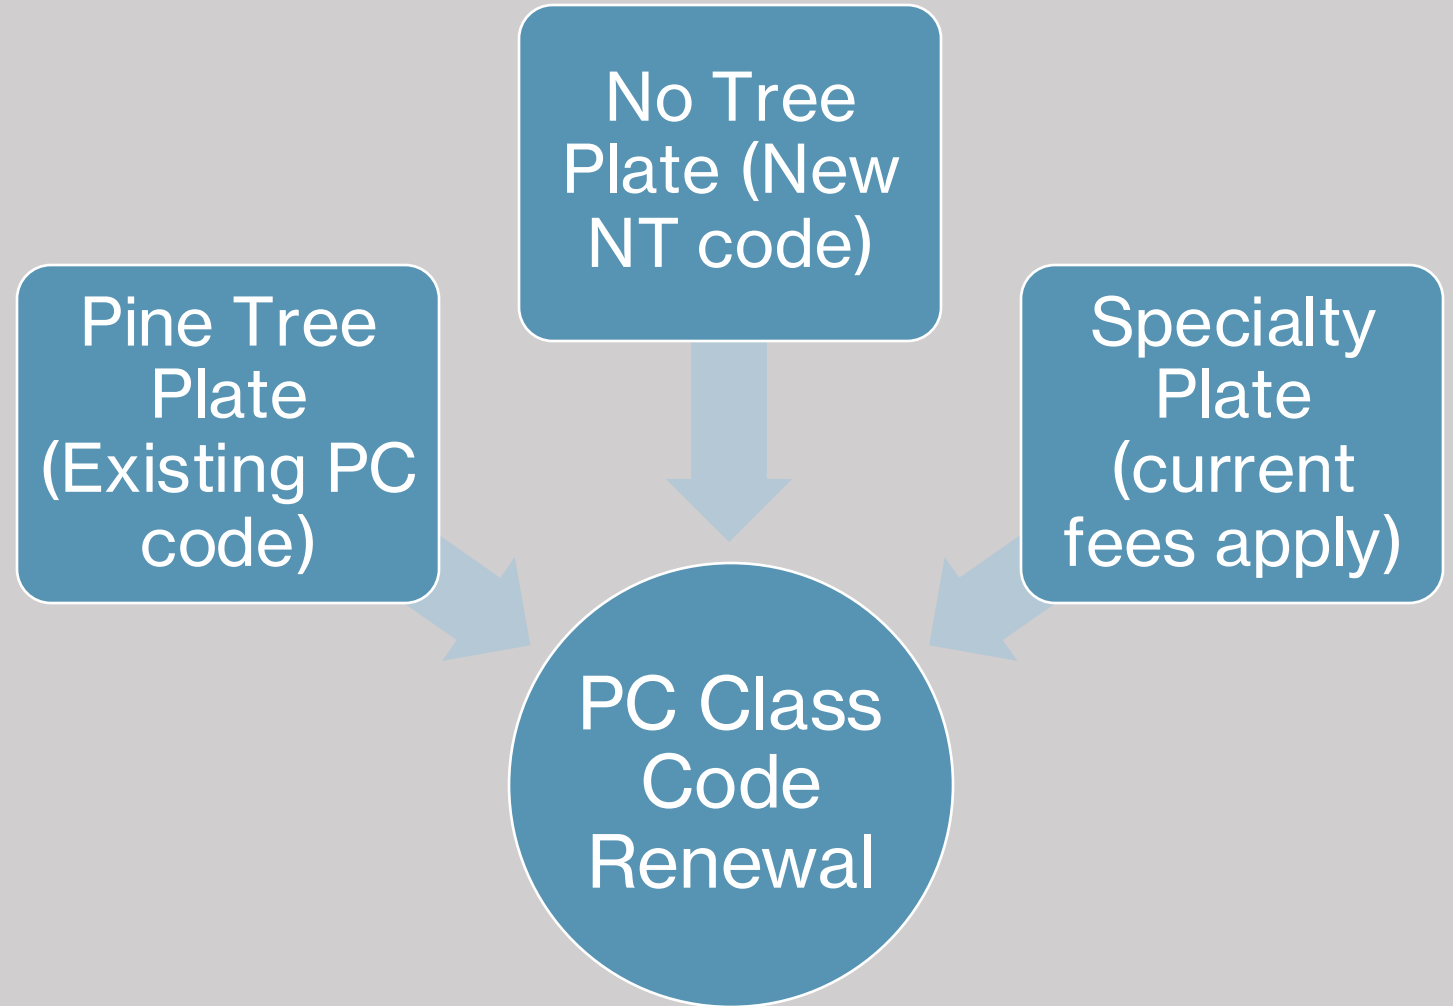 No Tree
Plate (New
NT code)
Pine Tree
Plate
(Existing PC
code)
Specialty
Plate
(current
fees apply)
PC Class
Code
Renewal